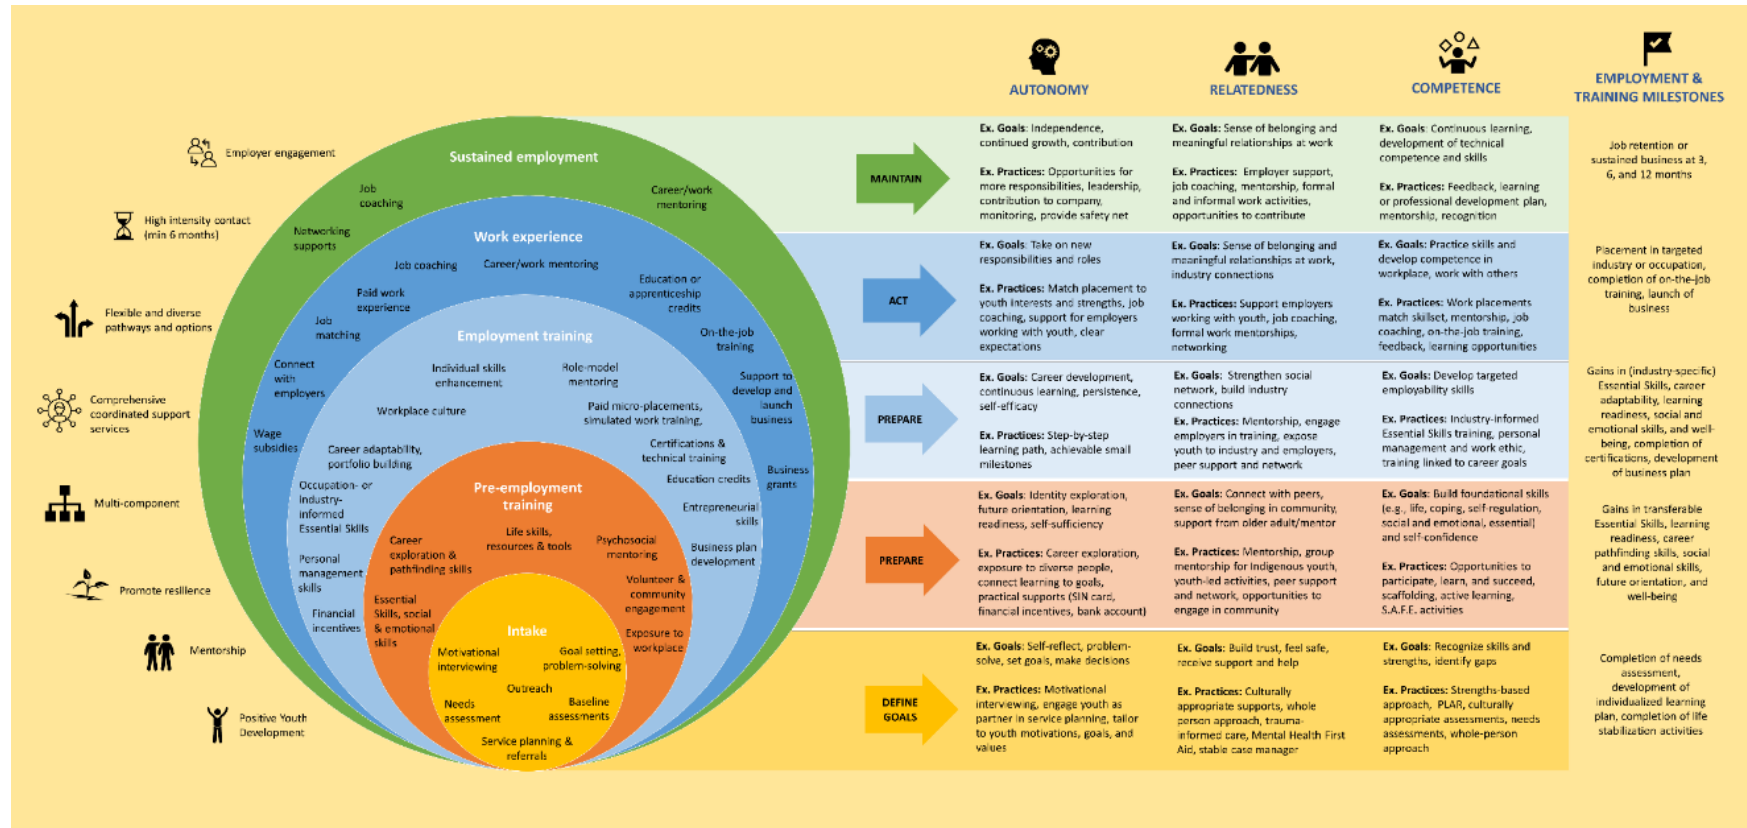 AUTONOMY
RELATEDNESS
COMPETENCE
EMPLOYMENT &
TRAINING MILESTONES
Employer engagement
High intensity contact
(min 6 months)
Flexible and diverse
pathways and options
Comprehensive
coordinated support
services
Multi-component
Promote resilience
Mentorship
Positive Youth
Development
Sustained employment
Job
coaching
Career/work
mentoring
Networking
supports
Work experience
Job coaching
Career/work mentoring
Education or
apprenticeship
credits
Paid work
experience
Job
matching
On-the-job
training
Connect
with
employers
Support to
develop and
launch
business
Wage
subsidies
Business
grants
Employment training
Individual skills
enhancement
Role-model
mentoring
Workplace culture
Paid micro-placements,
simulated work training,
Career adaptability,
portfolio building
Certifications &
technical training
Education credits
Occupation- or
Industry-
informed
Essential Skills
Entrepreneurial
skills
Personal
management
skills
Business plan
development
Financial
incentives
Pre-employment
training
Life skills,
resources & tools
Career
exploration &
pathfinding skills
Psychosocial
mentoring
Volunteer &
community
engagement
Essential
Skills, social
& emotional
skills
Exposure to
workplace
Intake
Motivational
interviewing
Goal setting,
problem-solving
Outreach
Needs
assessment
Baseline
assessments
Service planning &
referrals
MAINTAIN
Ex. Goals: Independence,
continued growth, contribution
Ex. Practices: Opportunities for
more responsibilities, leadership,
contribution to company,
monitoring, provide safety net
Ex. Goals: Sense of belonging and
meaningful relationships at work
Ex. Practices: Employer support,
job coaching, mentorship, formal
and informal work activities,
opportunities to contribute
Ex. Goals: Continuous learning,
development of technical
competence and skills
Ex. Practices: Feedback, learning
or professional development plan,
mentorship, recognition
Job retention or
sustained business at 3,
6, and 12 months
ACT
Ex. Goals: Take on new
responsibilities and roles
Ex. Practices: Match placement to
youth interests and strengths, job
coaching, support for employers
working with youth, clear
expectations
Ex. Goals: Sense of belonging and
meaningful relationships at work,
industry connections
Ex. Practices: Support employers
working with youth, job coaching,
formal work mentorships,
networking
Ex. Goals: Practice skills and
develop competence in
workplace, work with others
Ex. Practices: Work placements
match skillset, mentorship, job
coaching, on-the-job training,
feedback, learning opportunities
Placement in targeted
industry or occupation,
completion of on-the-job
training, launch of
business
PREPARE
Ex. Goals: Career development,
continuous learning, persistence,
self-efficacy
Ex. Practices: Step-by-step
learning path, achievable small
milestones
Ex. Goals: Strengthen social
network, build industry
connections
Ex. Practices: Mentorship, engage
employers in training, expose
youth to industry and employers,
peer support and network
Ex. Goals: Develop targeted
employability skills
Ex. Practices: Industry-informed
Essential Skills training, personal
management and work ethic,
training linked to career goals
Gains in (industry-specific)
Essential Skills, career
adaptability, learning
readiness, social and
emotional skills, and well-
being, completion of
certifications, development
of business plan
PREPARE
Ex. Goals: Identity exploration,
future orientation, learning
readiness, self-sufficiency
Ex. Practices: Career exploration,
exposure to diverse people,
connect learning to goals,
practical supports (SIN card,
financial incentives, bank account)
Ex. Goals: Connect with peers,
sense of belonging in community,
support from older adult/mentor
Ex. Practices: Mentorship, group
mentorship for Indigenous youth,
youth-led activities, peer support
and network, opportunities to
engage in community
Ex. Goals: Build foundational skills
(e.g., life, coping, self-regulation,
social and emotional, essential)
and self-confidence
Ex. Practices: Opportunities to
participate, learn, and succeed,
scaffolding, active learning,
S.A.F.E. activities
Gains in transferable
Essential Skills, learning
readiness, career
pathfinding skills, social
and emotional skills,
future orientation, and
well-being
DEFINE
GOALS
Ex. Goals: Self-reflect, problem-
solve, set goals, make decisions
Ex. Practices: Motivational
interviewing, engage youth as
partner in service planning, tailor
to youth motivations, goals, and
values
Ex. Goals: Build trust, feel safe,
receive support and help
Ex. Practices: Culturally
appropriate supports, whole
person approach, trauma-
informed care, Mental Health First
Aid, stable case manager
Ex. Goals: Recognize skills and
strengths, identify gaps
Ex. Practices: Strengths-based
approach, PLAR, culturally
appropriate assessments, needs
assessments, whole-person
approach
Completion of needs
assessment,
development of
individualized learning
plan, completion of life
stabilization activities